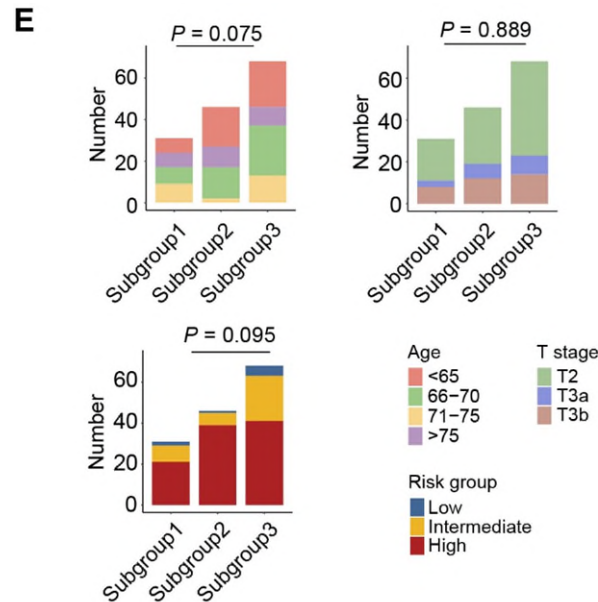 E
P = 0.075
Number
60
40
20
0
Subgroup1
Subgroup2
Subgroup3
P = 0.889
Number
60
40
20
0
Subgroup1
Subgroup2
Subgroup3
P = 0.095
Number
60
40
20
0
Subgroup1
Subgroup2
Subgroup3
Age
<65
66–70
71–75
>75
T stage
T2
T3a
T3b
Risk group
Low
Intermediate
High